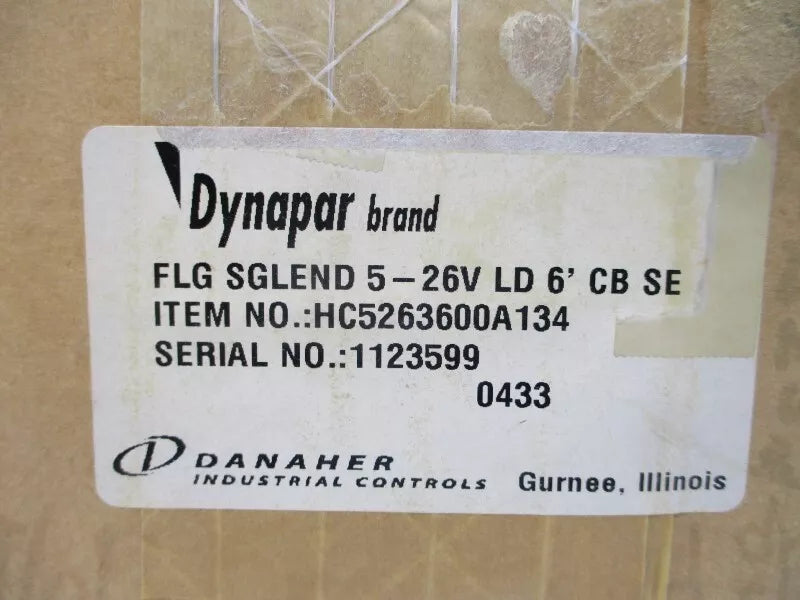 Dynapar brand
FLG SGLEND 5-26V LD 6' CB SE
ITEM NO.:HC5263600A134
SERIAL NO.:1123599
0433
DANAHER
INDUSTRIAL CONTROLS Gurnee, Illinois